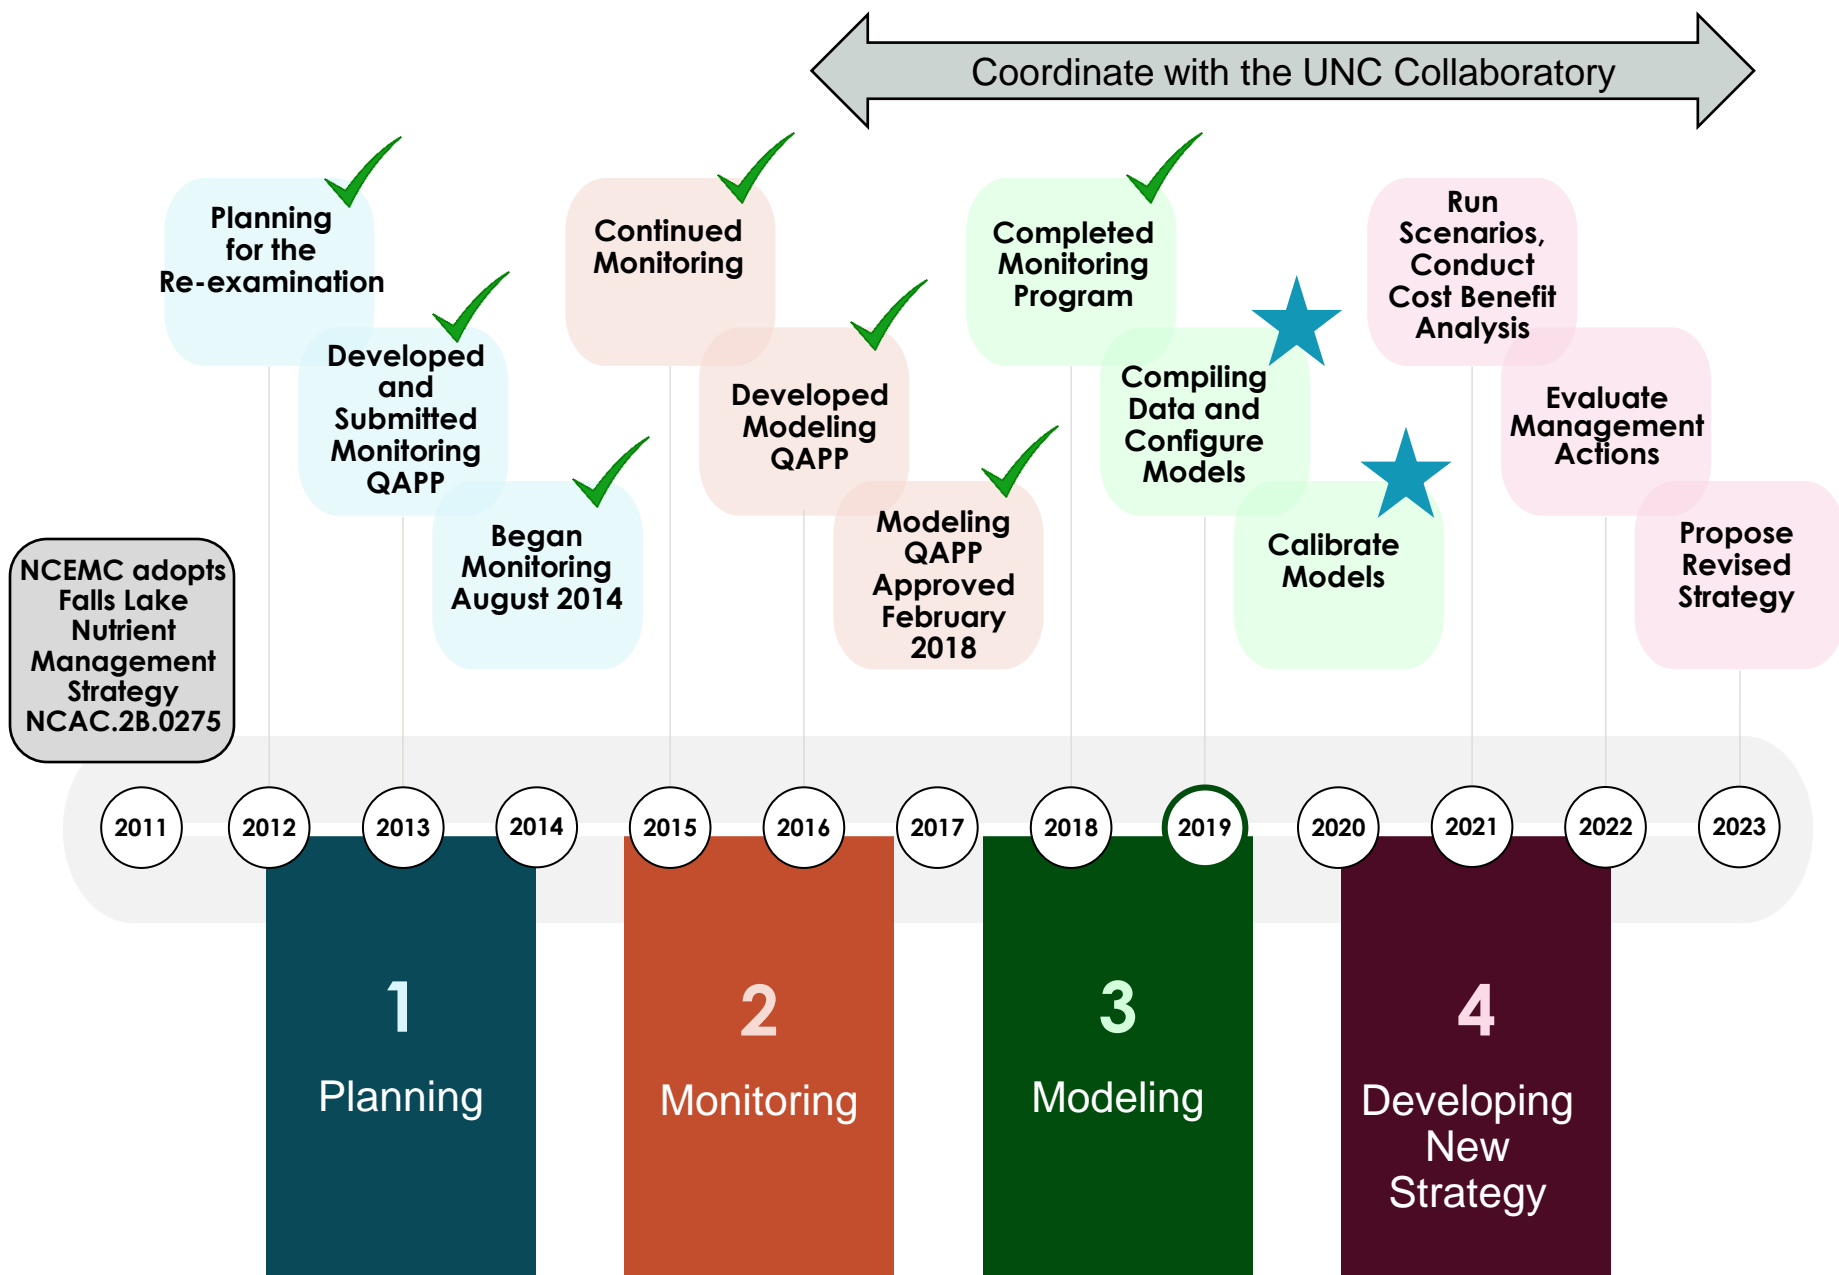 Coordinate with the UNC Collaboratory
Planning
for the
Re-examination
Developed
and
Submitted
Monitoring
QAPP
Began
Monitoring
August 2014
Continued
Monitoring
Developed
Modeling
QAPP
Modeling
QAPP
Approved
February
2018
Completed
Monitoring
Program
Compiling
Data and
Configure
Models
Calibrate
Models
Run
Scenarios,
Conduct
Cost Benefit
Analysis
Evaluate
Management
Actions
Propose
Revised
Strategy
NCEMC adopts
Falls Lake
Nutrient
Management
Strategy
NCAC.2B.0275
2011 2012 2013 2014 2015 2016 2017 2018 2019 2020 2021 2022 2023
1
Planning
2
Monitoring
3
Modeling
4
Developing
New
Strategy